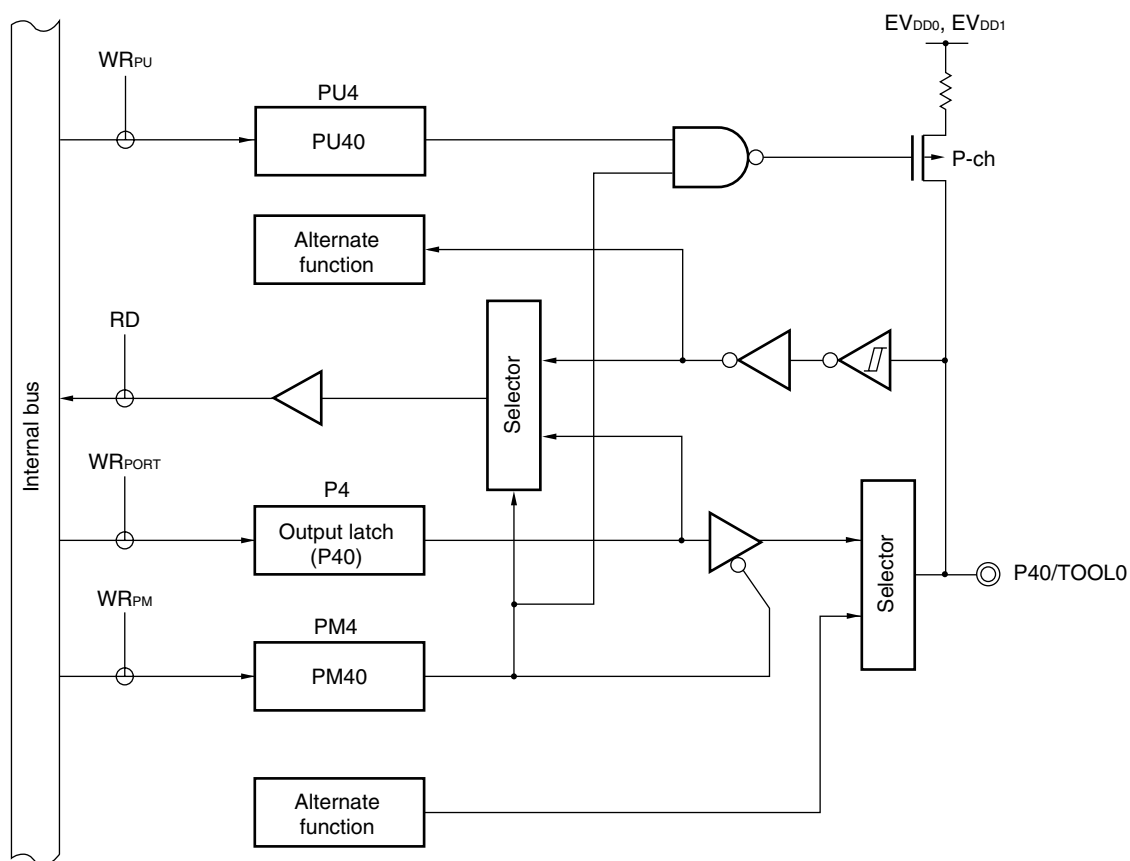 EVDD0, EVDD1
WRPU
PU4
PU40
P-ch
Alternate
function
RD
Selector
Internal bus
WRPORT
P4
Output latch
(P40)
Selector
P40/TOOL0
WRPM
PM4
PM40
Alternate
function